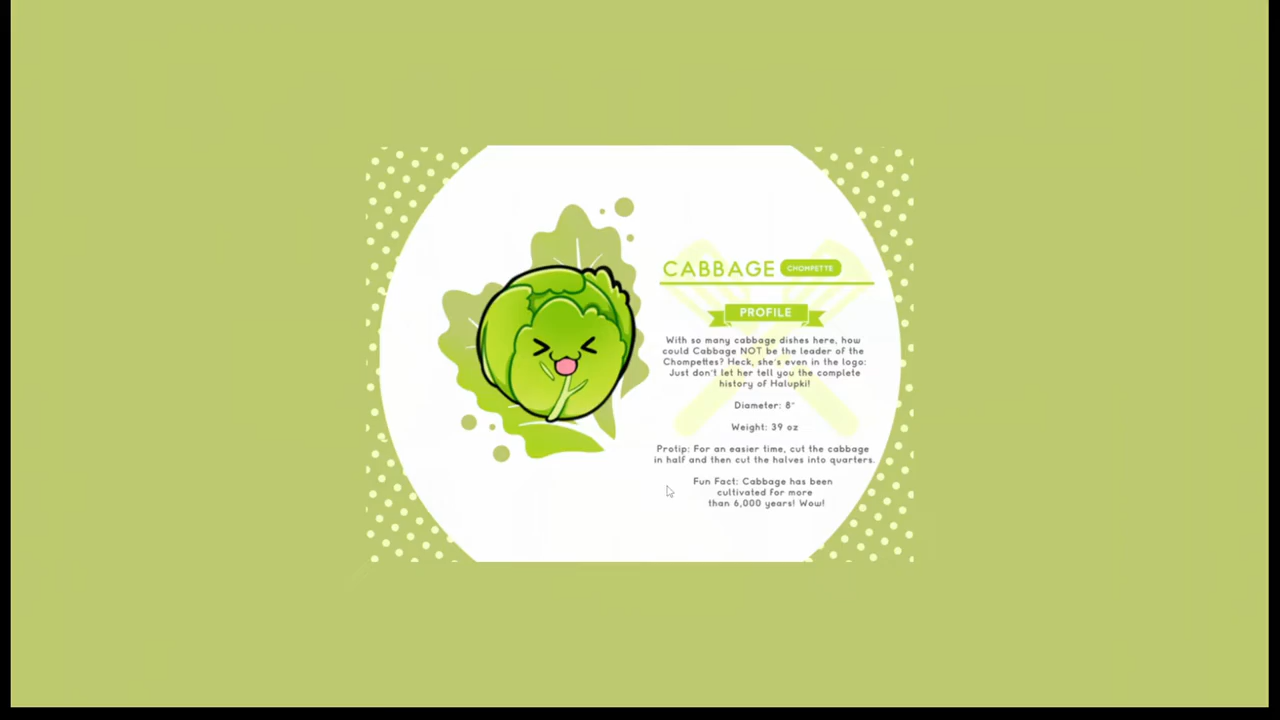 CABBAGE CHOMPETTE
PROFILE
With so many cabbage dishes here, how
could Cabbage NOT be the leader of the
Chompettes? Heck, she's even in the logo:
Just don't let her tell you the complete
history of Halupki!
Diameter: 8"
Weight: 39 oz
Protip: For an easier time, cut the cabbage
in half and then cut the halves into quarters.
Fun Fact: Cabbage has been
cultivated for more
than 6,000 years! Wow!